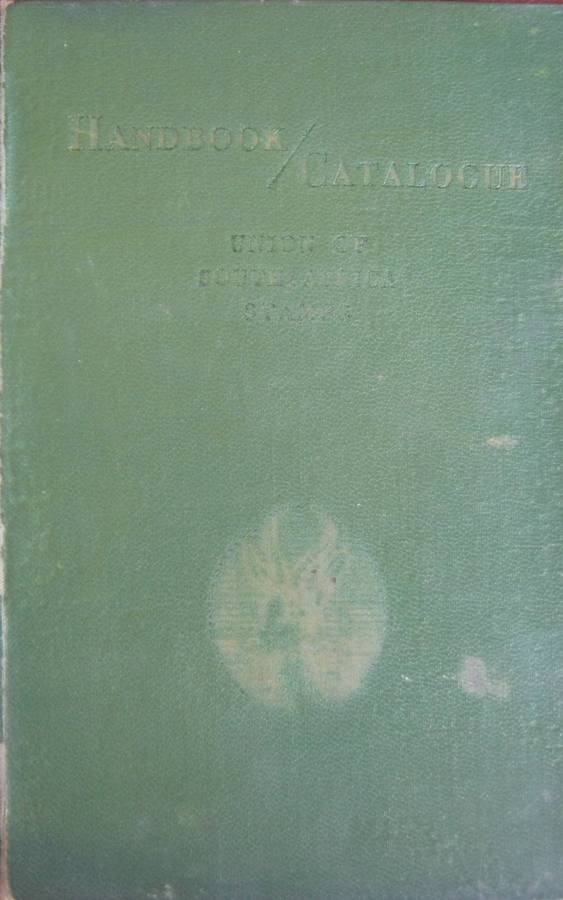 HANDBOOK/
CATALOGUE
UNION OF
SOUTH AFRICA
STAMPS